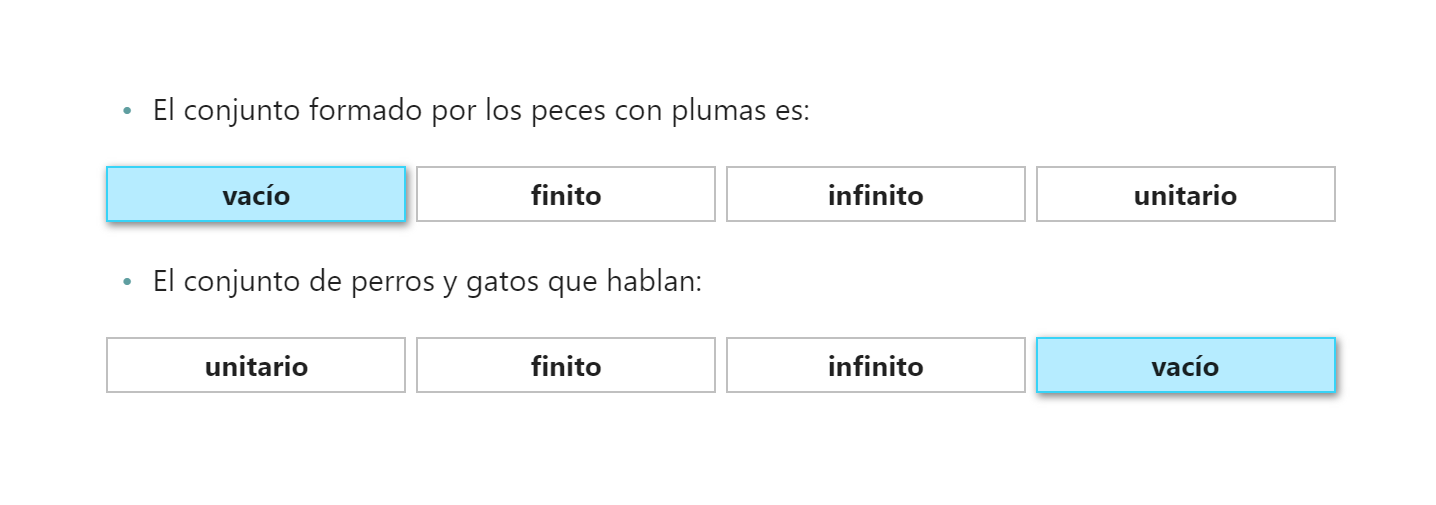 • El conjunto formado por los peces con plumas es:
vacío finito infinito unitario
• El conjunto de perros y gatos que hablan:
unitario finito infinito vacío